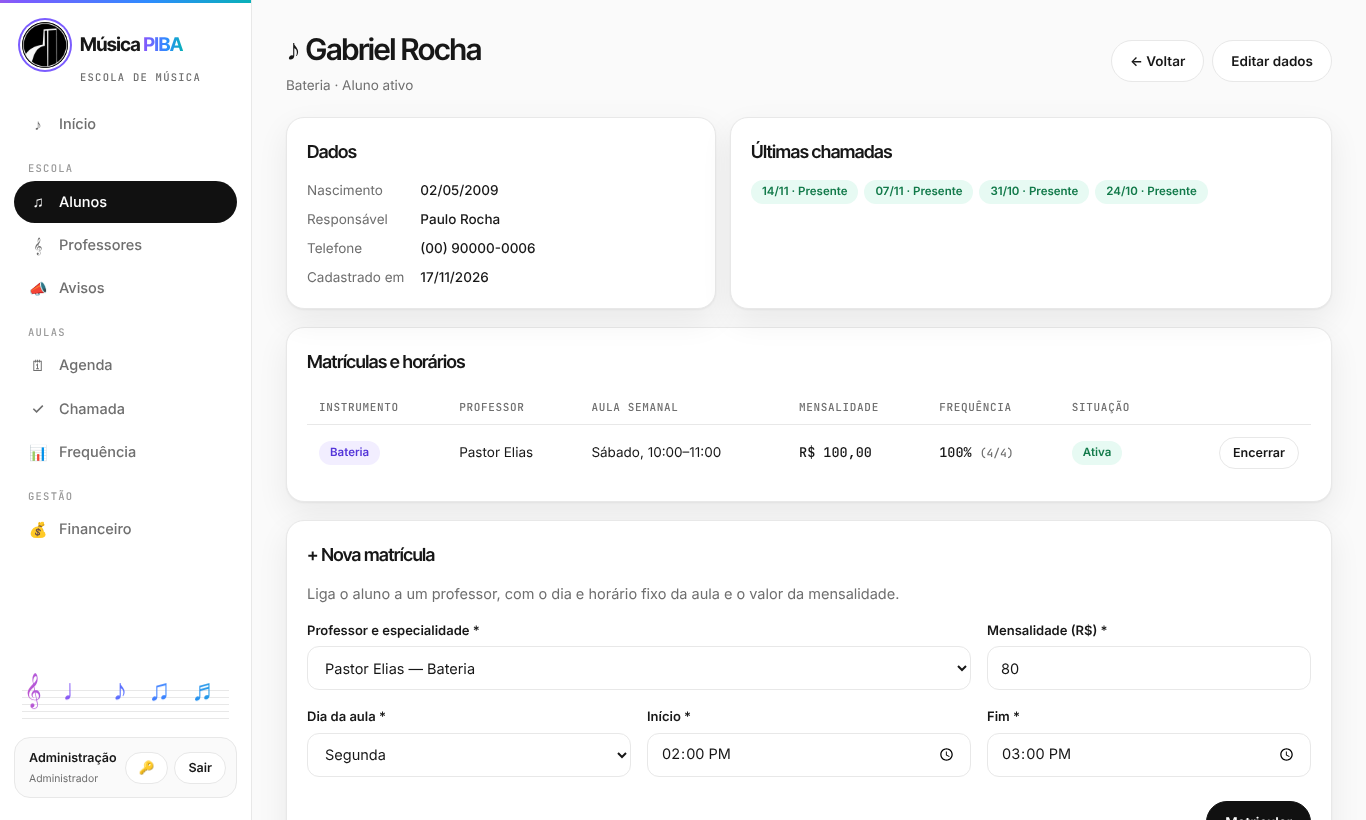 Música PIBA
ESCOLA DE MÚSICA
Início
ESCOLA
Alunos
Professores
Avisos
AULAS
Agenda
Chamada
Frequência
GESTÃO
Financeiro
Administração
Administrador
Sair
♪ Gabriel Rocha
Bateria · Aluno ativo
← Voltar
Editar dados
Dados
Nascimento 02/05/2009
Responsável Paulo Rocha
Telefone (00) 90000-0006
Cadastrado em 17/11/2026
Últimas chamadas
14/11 · Presente 07/11 · Presente 31/10 · Presente 24/10 · Presente
Matrículas e horários
INSTRUMENTO PROFESSOR AULA SEMANAL MENSALIDADE FREQUÊNCIA SITUAÇÃO
Bateria Pastor Elias Sábado, 10:00–11:00 R$ 100,00 100% (4/4) Ativa Encerrar
+ Nova matrícula
Liga o aluno a um professor, com o dia e horário fixo da aula e o valor da mensalidade.
Professor e especialidade * Mensalidade (R$) *
Pastor Elias — Bateria 80
Dia da aula * Início * Fim *
Segunda 02:00 PM 03:00 PM